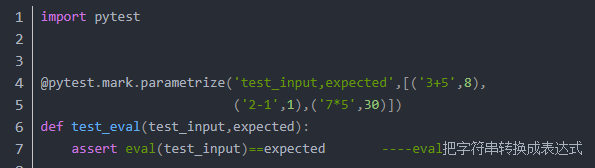 1 import pytest
2
3
4 @pytest.mark.parametrize('test_input,expected',[('3+5',8),
5                          ('2-1',1),('7*5',30)])
6 def test_eval(test_input,expected):
7     assert eval(test_input)==expected       ----eval把字符串转换成表达式
8